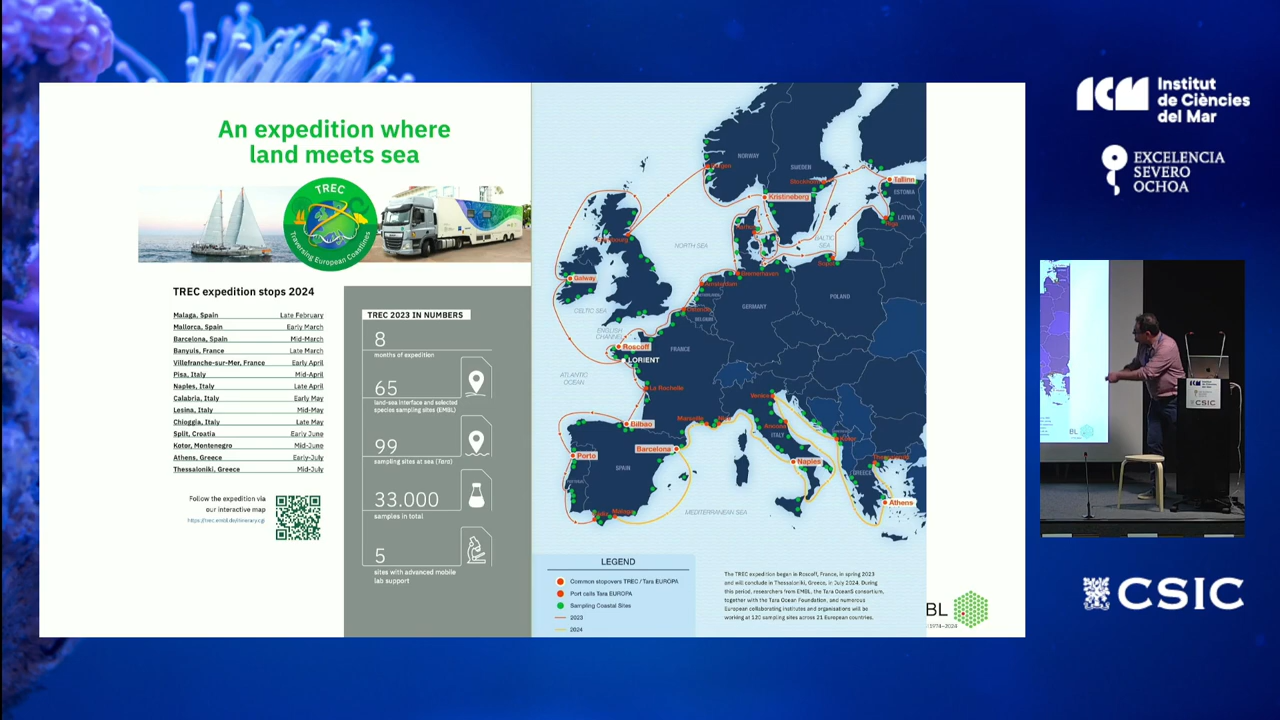 An expedition where
land meets sea
TREC
Traversing European Coastlines
TREC expedition stops 2024
Malaga, Spain Late February
Mallorca, Spain Early March
Barcelona, Spain Mid-March
Banyuls, France Late March
Villefranche-sur-Mer, France Early April
Pisa, Italy Mid-April
Naples, Italy Late April
Calabria, Italy Early May
Lesina, Italy Mid-May
Chioggia, Italy Late May
Split, Croatia Early June
Kotor, Montenegro Mid-June
Athens, Greece Early-July
Thessaloniki, Greece Mid-July
Follow the expedition via
our interactive map
TREC 2023 IN NUMBERS
8
months of expedition
65
land-sea interface and selected
species sampling sites (EMBL)
99
sampling sites at sea (Tara)
33.000
samples in total
5
sites with advanced mobile
lab support
NORWAY
SWEDEN
Tallinn
ESTONIA
Kristineberg
LATVIA
NORTH SEA
BALTIC
SEA
Galway
Bremerhaven
Amsterdam
CELTIC SEA
GERMANY
POLAND
BELGIUM
ENGLISH
CHANNEL
Roscoff
LORIENT
FRANCE
ATLANTIC
OCEAN
La Rochelle
Bilbao
Marseille
ITALY
Barcelona
Porto
Naples
SPAIN
GREECE
Athens
MEDITERRANEAN SEA
LEGEND
Common stopovers TREC / Tara EUROPA
Port calls Tara EUROPA
Sampling Coastal Sites
2023
2024
The TREC expedition began in Roscoff, France, in spring 2023
and will conclude in Thessaloniki, Greece, in July 2024. During
this period, researchers from EMBL, the Tara OceanS consortium,
together with the Tara Ocean Foundation, and numerous
European collaborating institutes and organisations will be
working at 120 sampling sites across 21 European countries.
BL
1974–2024
ICM
Institut
de Ciències
del Mar
EXCELENCIA
SEVERO
OCHOA
CSIC
CSIC